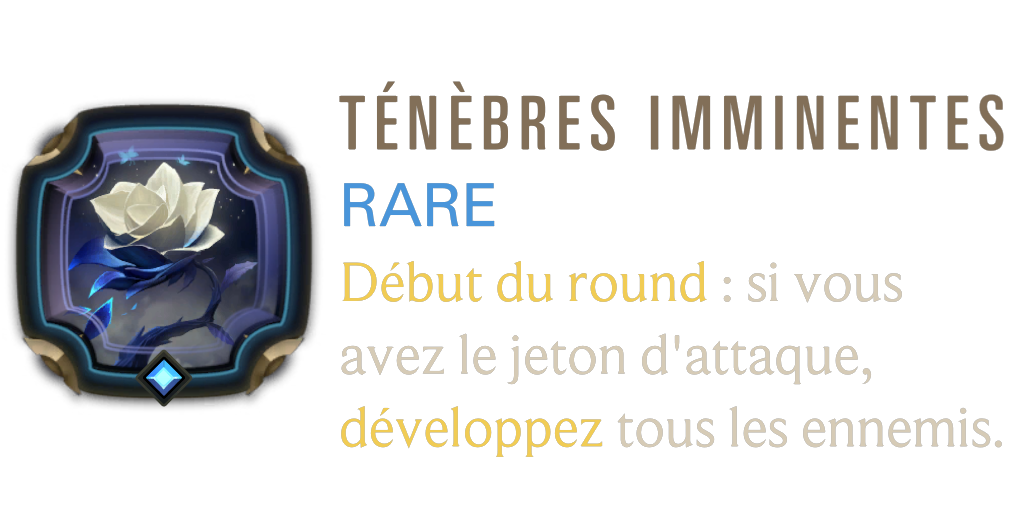 TÉNÈBRES IMMINENTES
RARE
Début du round : si vous
avez le jeton d'attaque,
développez tous les ennemis.